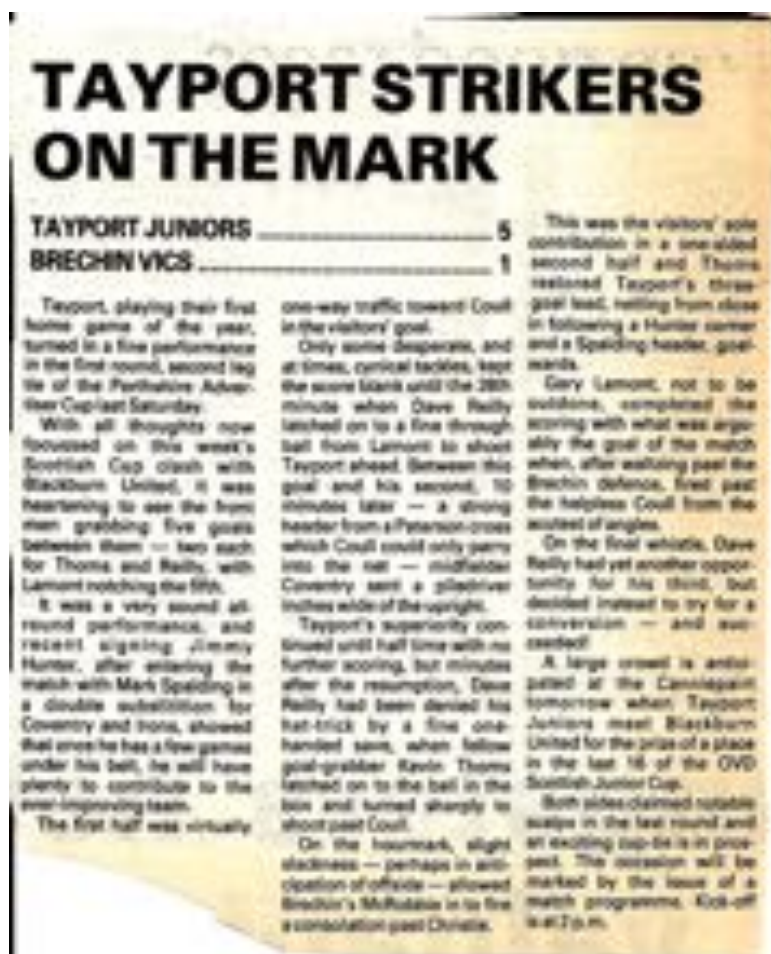 TAYPORT STRIKERS
ON THE MARK
TAYPORT JUNIORS 5
BRECHIN VICS 1
Tayport, playing their first
home game of the year,
turned in a fine performance
in the first round, second leg
tie of the Perthshire Adver-
tiser Cup last Saturday.
With all thoughts now
focussed on this week's
Scottish Cup clash with
Blackburn United, it was
heartening to see the front
men grabbing five goals
between them — two each
for Thoms and Reilly, with
Lamont notching the fifth.
It was a very sound all-
round performance, and
recent signing Jimmy
Hunter, after entering the
match with Mark Spalding in
a double substitution for
Coventry and Irons, showed
that once he has a few games
under his belt, he will have
plenty to contribute to the
ever-improving team.
The first half was virtually
one-way traffic toward Coull
in the visitors' goal.
Only some desperate, and
at times, cynical tackles, kept
the score blank until the 28th
minute when Dave Reilly
latched on to a fine through
ball from Lamont to shoot
Tayport ahead. Between this
goal and his second, 10
minutes later — a strong
header from a Paterson cross
which Coull could only parry
into the net — midfielder
Coventry sent a piledriver
inches wide of the upright.
Tayport's superiority con-
tinued until half time with no
further scoring, but minutes
after the resumption, Dave
Reilly had been denied his
hat-trick by a fine one-
handed save, when fellow
goal-grabber Kevin Thoms
latched on to the ball in the
box and turned sharply to
shoot past Coull.
On the hourmark, slight
slackness — perhaps in anti-
cipation of offside — allowed
Brechin's in to fire
a consolation past Christie.
This was the visitors' sole
contribution in a one-sided
second half and Thoms
restored Tayport's three-
goal lead, netting from close
in following a Hunter corner
and a Spalding header, goal-
wards.
Gary Lamont, not to be
outdone, completed the
scoring with what was argu-
ably the goal of the match
when, after waltzing past the
Brechin defence, fired past
the helpless Coull from the
acutest of angles.
On the final whistle, Dave
Reilly had yet another oppor-
tunity for his third, but
decided instead to try for a
conversion — and suc-
ceeded!
A large crowd is antici-
pated at the Canniepairt
tomorrow when Tayport
Juniors meet Blackburn
United for the prize of a place
in the last 16 of the OVD
Scottish Junior Cup.
Both sides claimed notable
scalps in the last round and
an exciting cup-tie is in pros-
pect. The occasion will be
marked by the issue of a
match programme. Kick-off
is at 2 p.m.